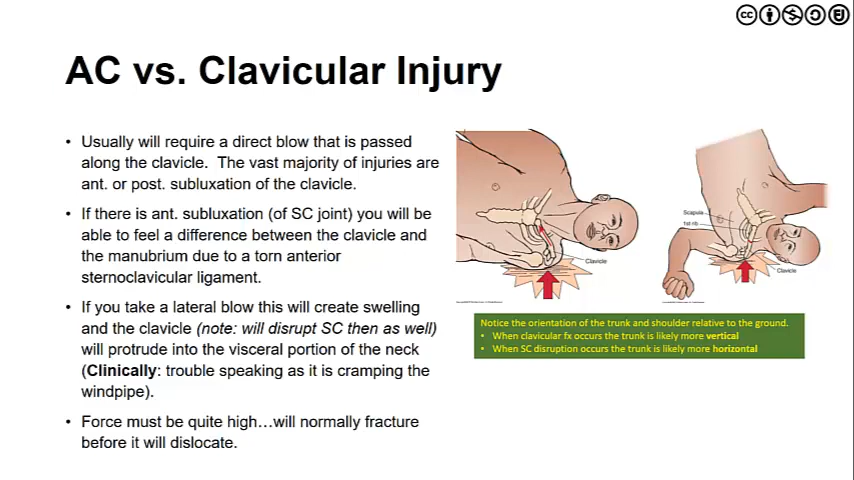 AC vs. Clavicular Injury
• Usually will require a direct blow that is passed
along the clavicle. The vast majority of injuries are
ant. or post. subluxation of the clavicle.
• If there is ant. subluxation (of SC joint) you will be
able to feel a difference between the clavicle and
the manubrium due to a torn anterior
sternoclavicular ligament.
• If you take a lateral blow this will create swelling
and the clavicle (note: will disrupt SC then as well)
will protrude into the visceral portion of the neck
(Clinically: trouble speaking as it is cramping the
windpipe).
• Force must be quite high…will normally fracture
before it will dislocate.
Clavicle
Scapula
1st rib
Clavicle
Notice the orientation of the trunk and shoulder relative to the ground.
• When clavicular fx occurs the trunk is likely more vertical
• When SC disruption occurs the trunk is likely more horizontal
cc